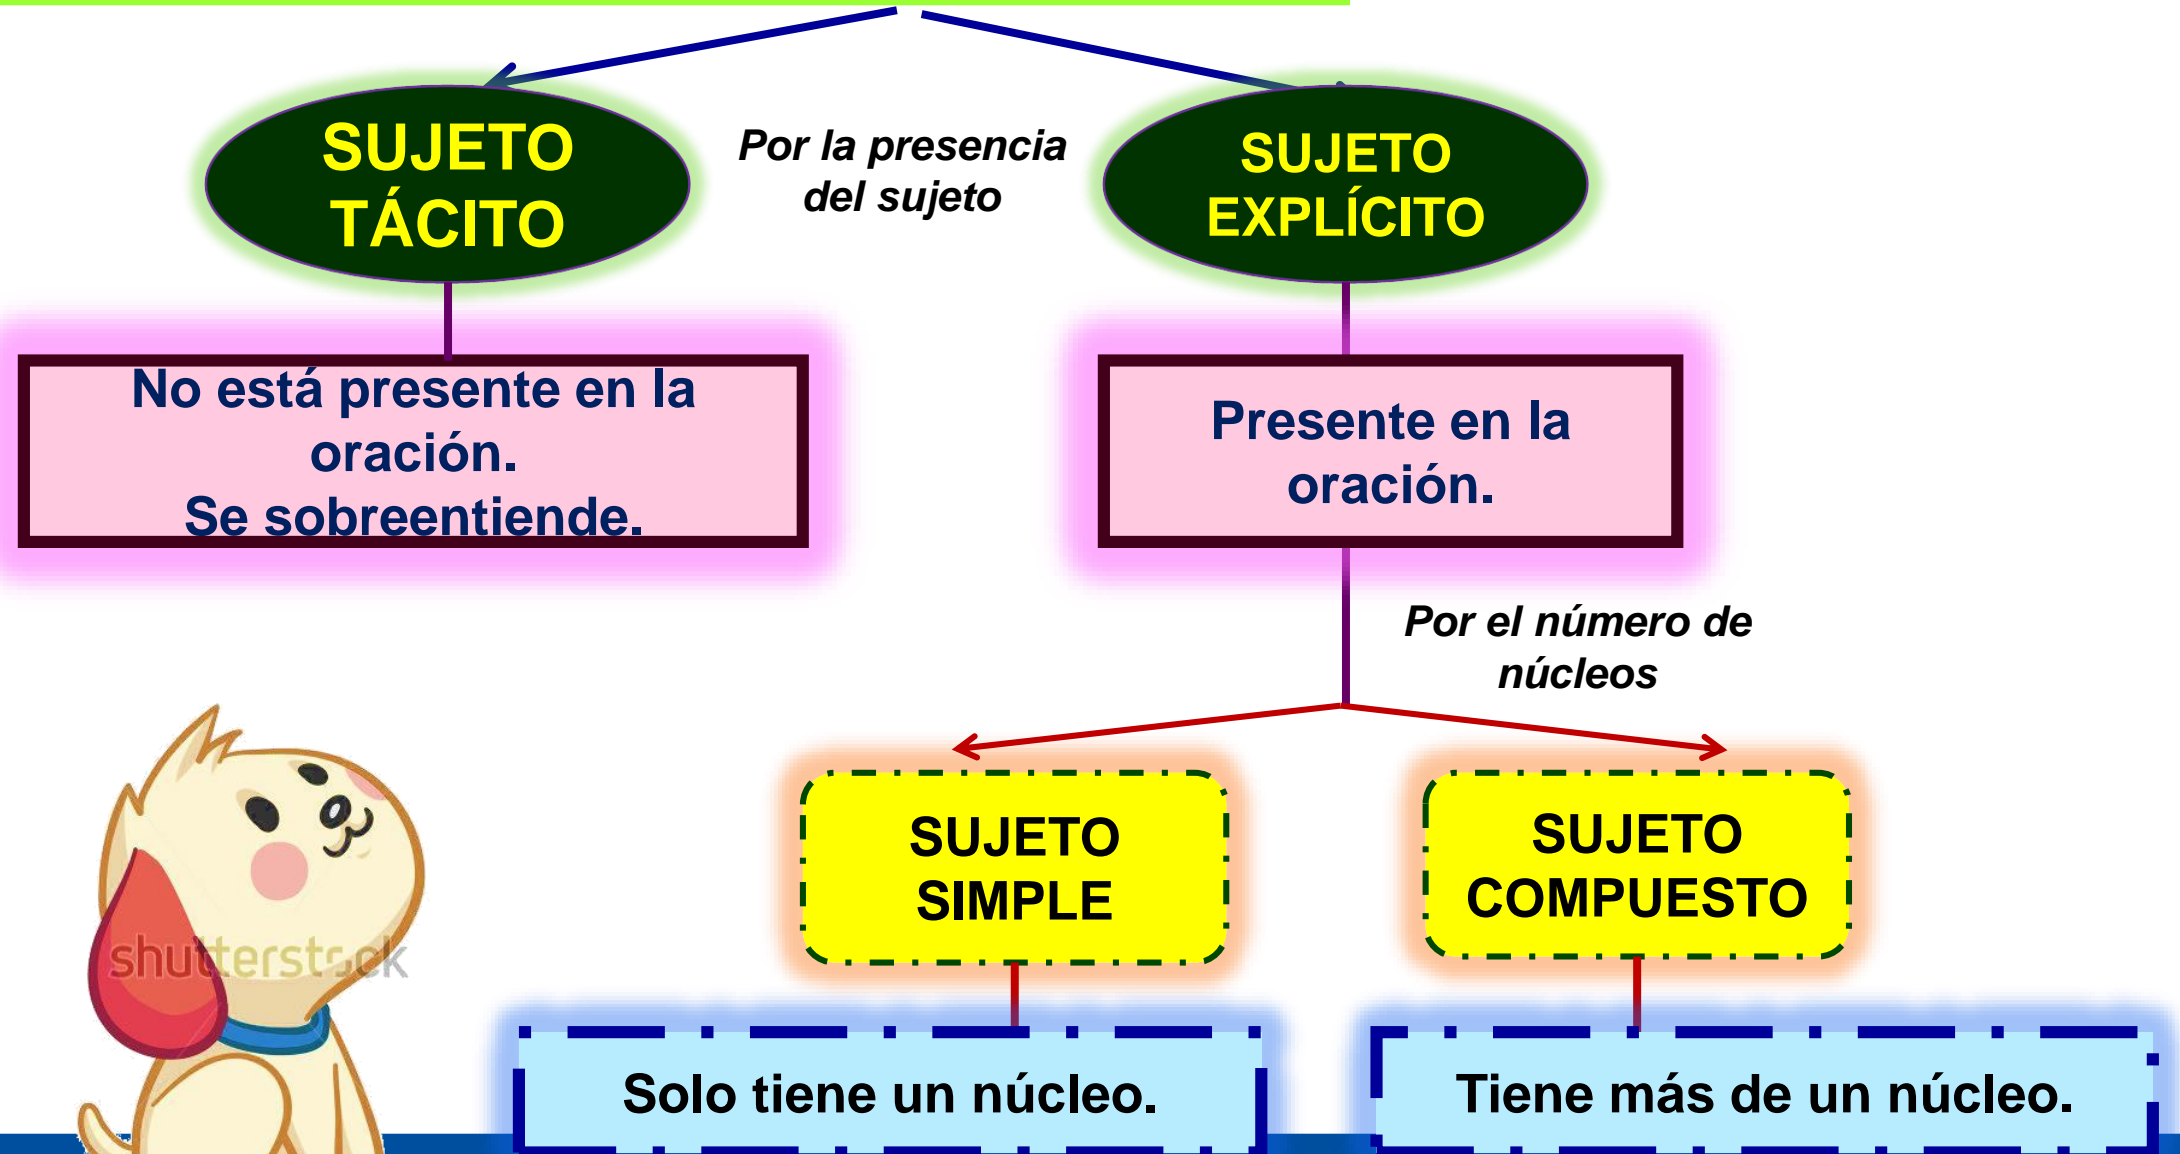 SUJETO
TÁCITO
Por la presencia
del sujeto
SUJETO
EXPLÍCITO
No está presente en la
oración.
Se sobreentiende.
Presente en la
oración.
Por el número de
núcleos
SUJETO
SIMPLE
SUJETO
COMPUESTO
shutterstock
Solo tiene un núcleo.
Tiene más de un núcleo.